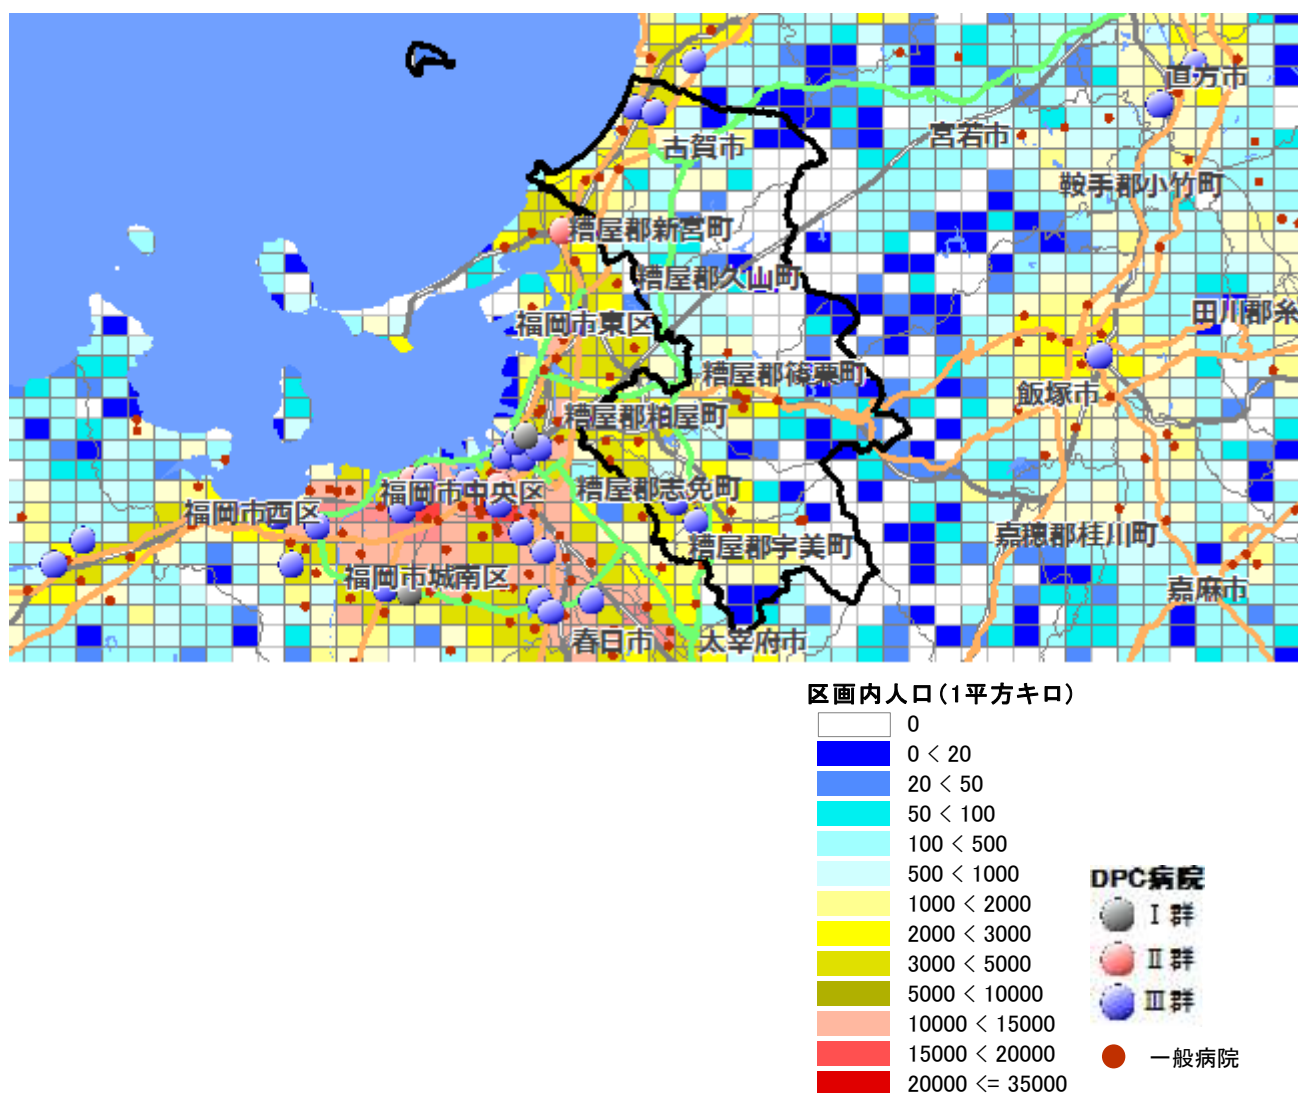 直方市
古賀市
宮若市
鞍手郡小竹町
糟屋郡新宮町
糟屋郡久山町
田川郡糸
福岡市東区
糟屋郡篠栗町
飯塚市
糟屋郡粕屋町
福岡市中央区
糟屋郡志免町
福岡市西区
糟屋郡宇美町
嘉穂郡桂川町
福岡市城南区
嘉麻市
春日市
太宰府市
区画内人口(1平方キロ)
0
0 < 20
20 < 50
50 < 100
100 < 500
500 < 1000
1000 < 2000
2000 < 3000
3000 < 5000
5000 < 10000
10000 < 15000
15000 < 20000
20000 <= 35000
DPC病院
Ⅰ群
Ⅱ群
Ⅲ群
一般病院